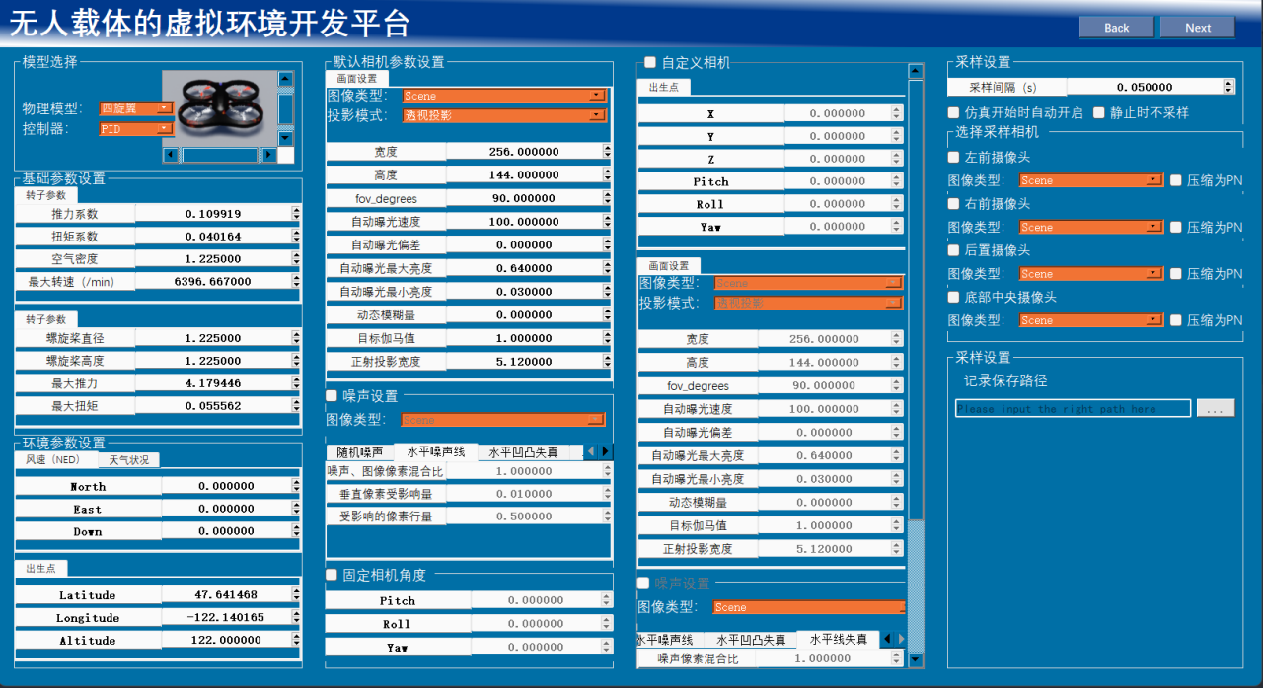 无人载体的虚拟环境开发平台
Back
Next
模型选择
物理模型: 四旋翼
控制器: PID
基础参数设置
转子参数
推力系数 0.109919
扭矩系数 0.040164
空气密度 1.225000
最大转速 (/min) 6396.667000
转子参数
螺旋桨直径 1.225000
螺旋桨高度 1.225000
最大推力 4.179446
最大扭矩 0.055562
环境参数设置
风速 (NED) 天气状况
North 0.000000
East 0.000000
Down 0.000000
出生点
Latitude 47.641468
Longitude -122.140165
Altitude 122.000000
默认相机参数设置
画面设置
图像类型: Scene
投影模式: 透视投影
宽度 256.000000
高度 144.000000
fov_degrees 90.000000
自动曝光速度 100.000000
自动曝光偏差 0.000000
自动曝光最大亮度 0.640000
自动曝光最小亮度 0.030000
动态模糊量 0.000000
目标伽马值 1.000000
正射投影宽度 5.120000
噪声设置
图像类型: Scene
随机噪声 水平噪声线 水平凹凸失真
噪声、图像像素混合比 1.000000
垂直像素受影响量 0.010000
受影响的像素行量 0.500000
固定相机角度
Pitch 0.000000
Roll 0.000000
Yaw 0.000000
自定义相机
出生点
X 0.000000
Y 0.000000
Z 0.000000
Pitch 0.000000
Roll 0.000000
Yaw 0.000000
画面设置
图像类型: Scene
投影模式: 透视投影
宽度 256.000000
高度 144.000000
fov_degrees 90.000000
自动曝光速度 100.000000
自动曝光偏差 0.000000
自动曝光最大亮度 0.640000
自动曝光最小亮度 0.030000
动态模糊量 0.000000
目标伽马值 1.000000
正射投影宽度 5.120000
噪声设置
图像类型: Scene
水平噪声线 水平凹凸失真 水平线失真
噪声像素混合比 1.000000
采样设置
采样间隔 (s) 0.050000
仿真开始时自动开启 静止时不采样
选择采样相机
左前摄像头
图像类型 Scene 压缩为PN
右前摄像头
图像类型 Scene 压缩为PN
后置摄像头
图像类型 Scene 压缩为PN
底部中央摄像头
图像类型 Scene 压缩为PN
采样设置
记录保存路径
Please input the right path here
...